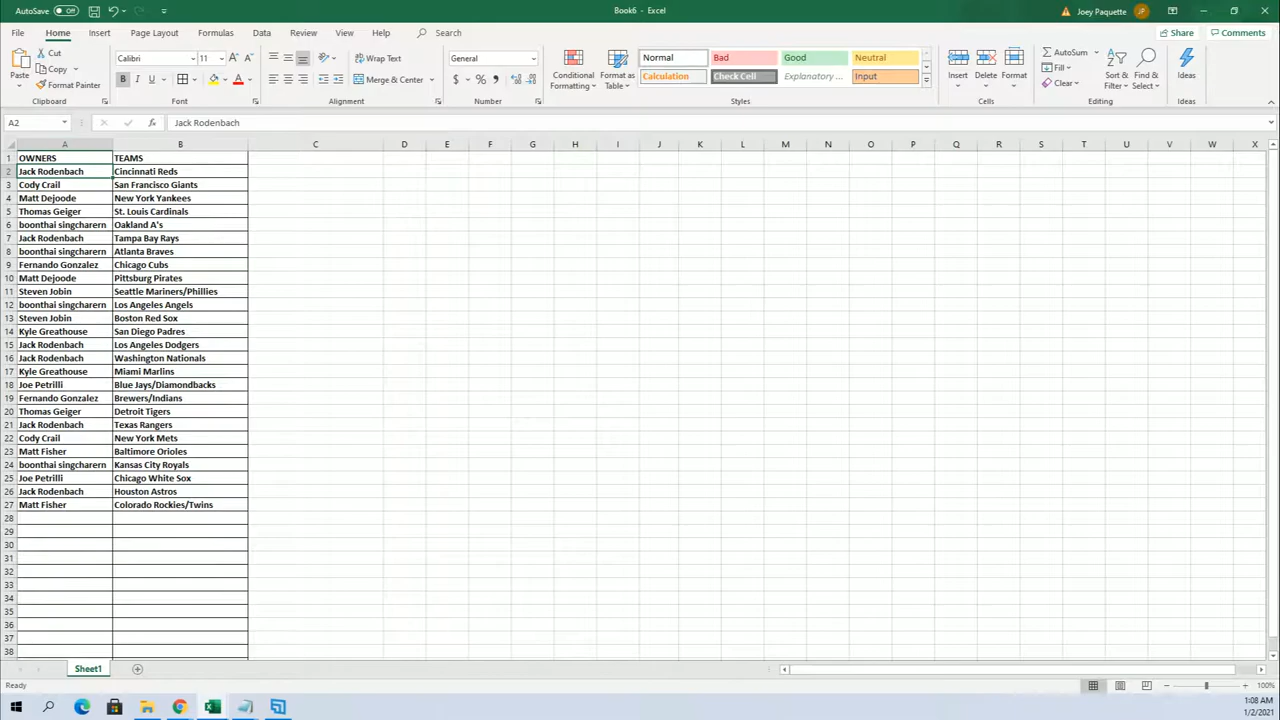 AutoSave Off Book6 - Excel Joey Paquette JP
File Home Insert Page Layout Formulas Data Review View Help Search Share Comments
Paste Cut Copy Format Painter Clipboard
Calibri 11 B I U Font
Wrap Text Merge & Center Alignment
General $ % Number
Conditional Formatting Format as Table
Normal Bad Good Neutral
Calculation Check Cell Explanatory ... Input
Styles
Insert Delete Format Cells
AutoSum Fill Clear Sort & Filter Find & Select Editing
Ideas Ideas
A2 fx Jack Rodenbach
A B C D E F G H I J K L M N O P Q R S T U V W X
1 OWNERS TEAMS
2 Jack Rodenbach Cincinnati Reds
3 Cody Crail San Francisco Giants
4 Matt Dejoode New York Yankees
5 Thomas Geiger St. Louis Cardinals
6 boonthai singcharern Oakland A's
7 Jack Rodenbach Tampa Bay Rays
8 boonthai singcharern Atlanta Braves
9 Fernando Gonzalez Chicago Cubs
10 Matt Dejoode Pittsburg Pirates
11 Steven Jobin Seattle Mariners/Phillies
12 boonthai singcharern Los Angeles Angels
13 Steven Jobin Boston Red Sox
14 Kyle Greathouse San Diego Padres
15 Jack Rodenbach Los Angeles Dodgers
16 Jack Rodenbach Washington Nationals
17 Kyle Greathouse Miami Marlins
18 Joe Petrilli Blue Jays/Diamondbacks
19 Fernando Gonzalez Brewers/Indians
20 Thomas Geiger Detroit Tigers
21 Jack Rodenbach Texas Rangers
22 Cody Crail New York Mets
23 Matt Fisher Baltimore Orioles
24 boonthai singcharern Kansas City Royals
25 Joe Petrilli Chicago White Sox
26 Jack Rodenbach Houston Astros
27 Matt Fisher Colorado Rockies/Twins
28
29
30
31
32
33
34
35
36
37
38
Sheet1
Ready 100%
1:08 AM
1/2/2021